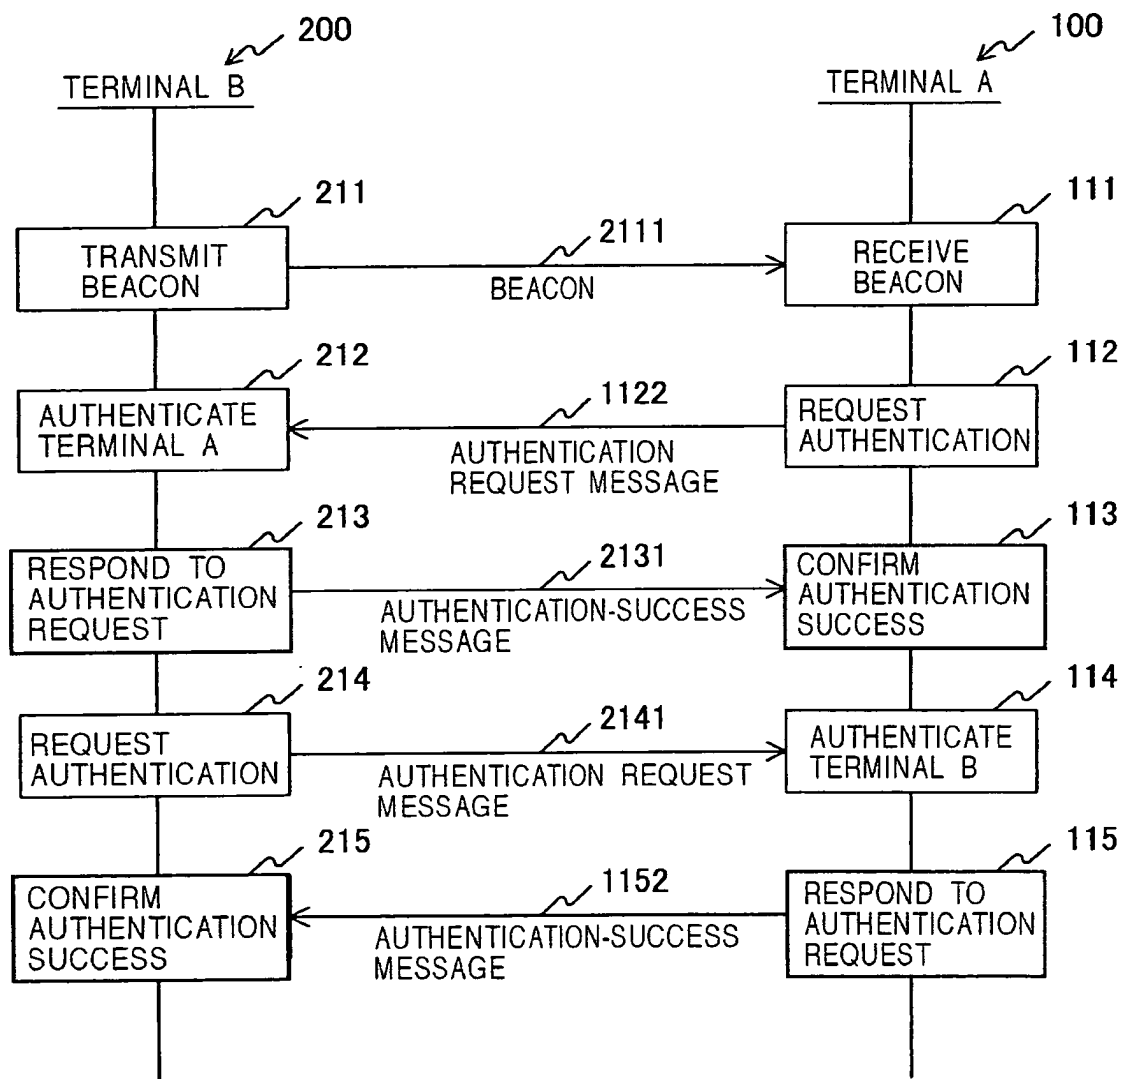 200
100
TERMINAL B
TERMINAL A
211
2111
111
TRANSMIT
BEACON
BEACON
RECEIVE
BEACON
212
1122
112
AUTHENTICATE
TERMINAL A
AUTHENTICATION
REQUEST MESSAGE
REQUEST
AUTHENTICATION
213
2131
113
RESPOND TO
AUTHENTICATION
REQUEST
AUTHENTICATION-SUCCESS
MESSAGE
CONFIRM
AUTHENTICATION
SUCCESS
214
2141
114
REQUEST
AUTHENTICATION
AUTHENTICATION REQUEST
MESSAGE
AUTHENTICATE
TERMINAL B
215
1152
115
CONFIRM
AUTHENTICATION
SUCCESS
AUTHENTICATION-SUCCESS
MESSAGE
RESPOND TO
AUTHENTICATION
REQUEST